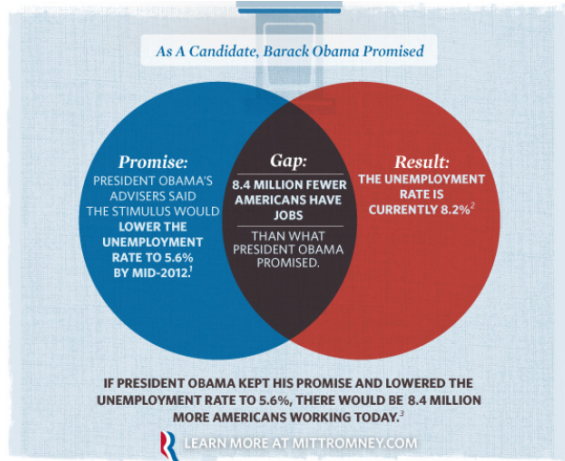 As A Candidate, Barack Obama Promised
Promise:
PRESIDENT OBAMA'S
ADVISERS SAID
THE STIMULUS WOULD
LOWER THE
UNEMPLOYMENT
RATE TO 5.6%
BY MID-2012.¹
Gap:
8.4 MILLION FEWER
AMERICANS HAVE
JOBS
THAN WHAT
PRESIDENT OBAMA
PROMISED.
Result:
THE UNEMPLOYMENT
RATE IS
CURRENTLY 8.2%²
IF PRESIDENT OBAMA KEPT HIS PROMISE AND LOWERED THE
UNEMPLOYMENT RATE TO 5.6%, THERE WOULD BE 8.4 MILLION
MORE AMERICANS WORKING TODAY.³
LEARN MORE AT MITTROMNEY.COM